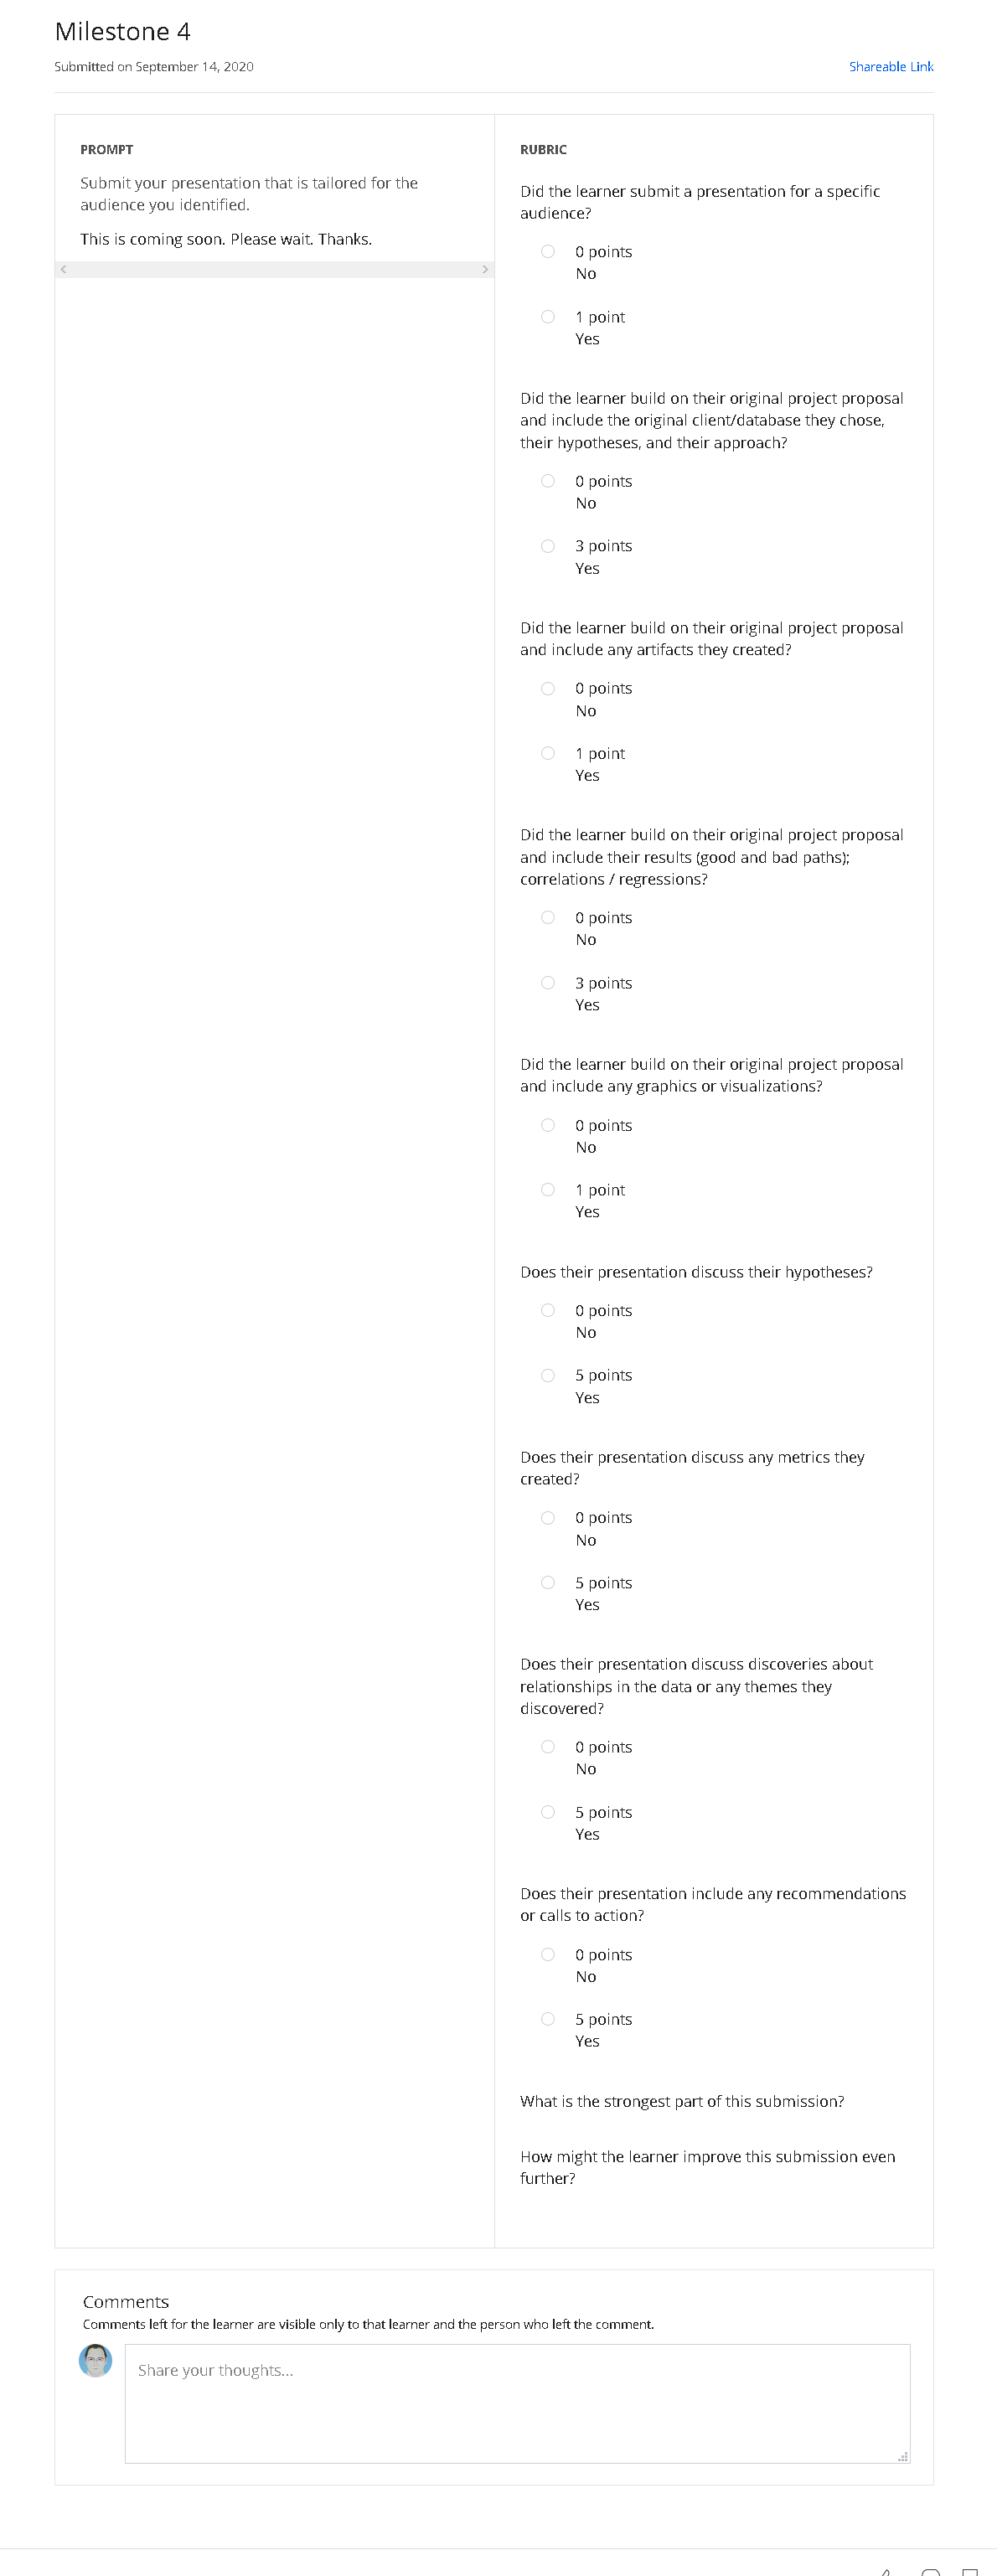 Milestone 4
Submitted on September 14, 2020
Shareable Link
PROMPT
Submit your presentation that is tailored for the
audience you identified.
This is coming soon. Please wait. Thanks.
RUBRIC
Did the learner submit a presentation for a specific
audience?
0 points
No
1 point
Yes
Did the learner build on their original project proposal
and include the original client/database they chose,
their hypotheses, and their approach?
0 points
No
3 points
Yes
Did the learner build on their original project proposal
and include any artifacts they created?
0 points
No
1 point
Yes
Did the learner build on their original project proposal
and include their results (good and bad paths);
correlations / regressions?
0 points
No
3 points
Yes
Did the learner build on their original project proposal
and include any graphics or visualizations?
0 points
No
1 point
Yes
Does their presentation discuss their hypotheses?
0 points
No
5 points
Yes
Does their presentation discuss any metrics they
created?
0 points
No
5 points
Yes
Does their presentation discuss discoveries about
relationships in the data or any themes they
discovered?
0 points
No
5 points
Yes
Does their presentation include any recommendations
or calls to action?
0 points
No
5 points
Yes
What is the strongest part of this submission?
How might the learner improve this submission even
further?
Comments
Comments left for the learner are visible only to that learner and the person who left the comment.
Share your thoughts...